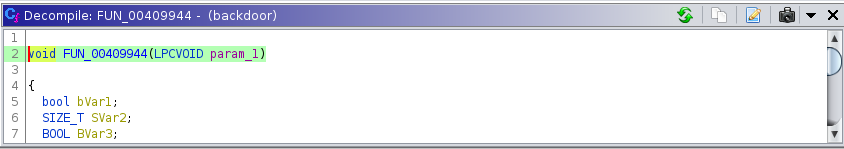 Decompile: FUN_00409944 - (backdoor)
1
2 void FUN_00409944(LPCVOID param_1)
3
4 {
5 bool bVar1;
6 SIZE_T SVar2;
7 BOOL BVar3;